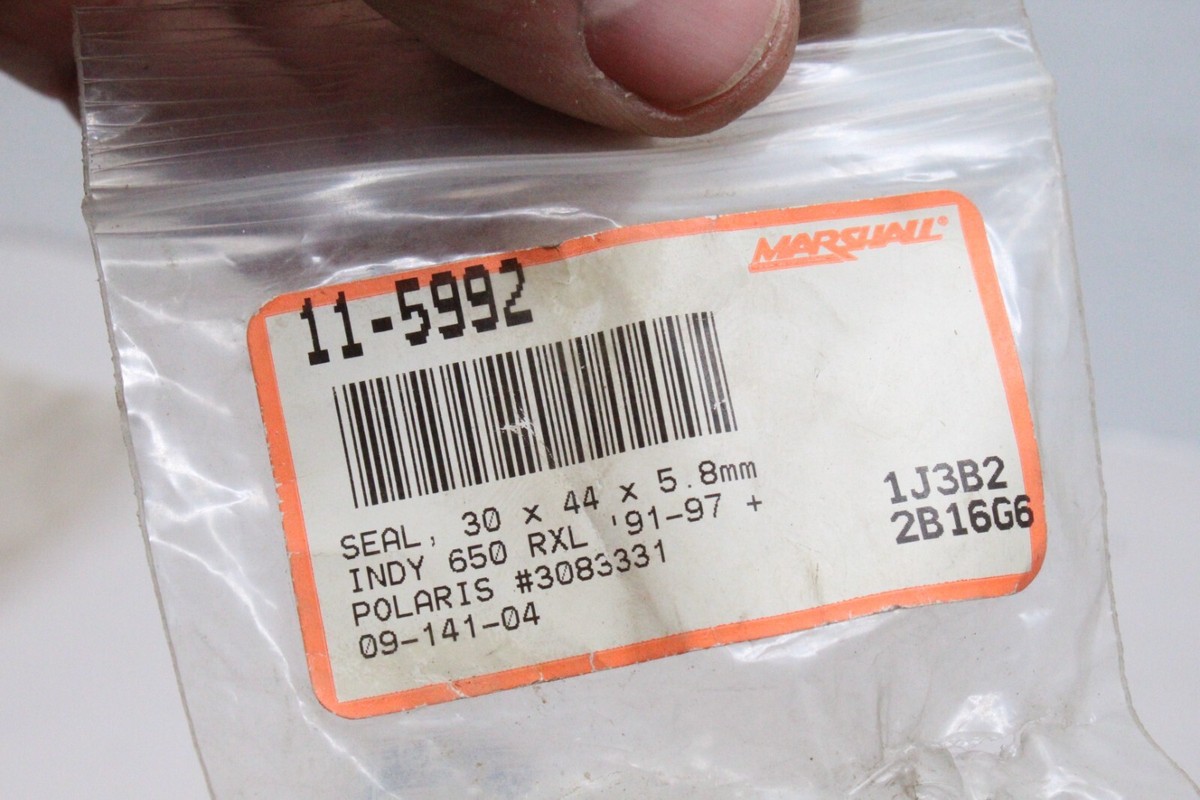 MARSHALL®
11-5992
SEAL, 30 x 44 x 5.8mm
INDY 650 RXL '91-97 +
POLARIS #3083331
09-141-04
1J3B2
2B16G6